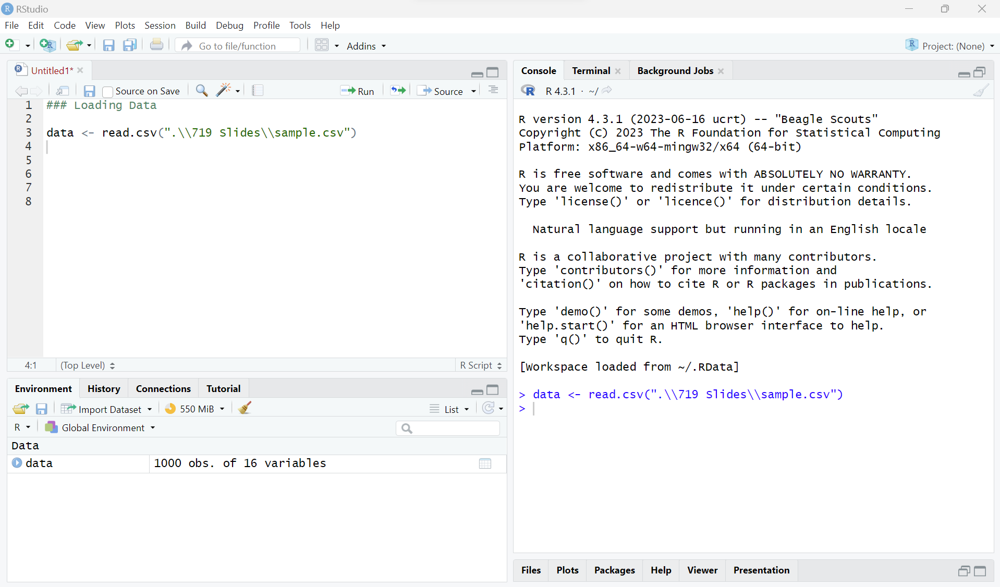 RStudio
File Edit Code View Plots Session Build Debug Profile Tools Help
Go to file/function Addins Project: (None)
Untitled1*
Source on Save Run Source
1 ### Loading Data
2
3 data <- read.csv(".\\719 Slides\\sample.csv")
4
5
6
7
8
4:1 (Top Level) R Script
Environment History Connections Tutorial
Import Dataset 550 MiB List
R Global Environment
Data
data 1000 obs. of 16 variables
Console Terminal Background Jobs
R 4.3.1 · ~/
R version 4.3.1 (2023-06-16 ucrt) -- "Beagle Scouts"
Copyright (C) 2023 The R Foundation for Statistical Computing
Platform: x86_64-w64-mingw32/x64 (64-bit)
R is free software and comes with ABSOLUTELY NO WARRANTY.
You are welcome to redistribute it under certain conditions.
Type 'license()' or 'licence()' for distribution details.
Natural language support but running in an English locale
R is a collaborative project with many contributors.
Type 'contributors()' for more information and
'citation()' on how to cite R or R packages in publications.
Type 'demo()' for some demos, 'help()' for on-line help, or
'help.start()' for an HTML browser interface to help.
Type 'q()' to quit R.
[Workspace loaded from ~/.RData]
> data <- read.csv(".\\719 Slides\\sample.csv")
>
Files Plots Packages Help Viewer Presentation